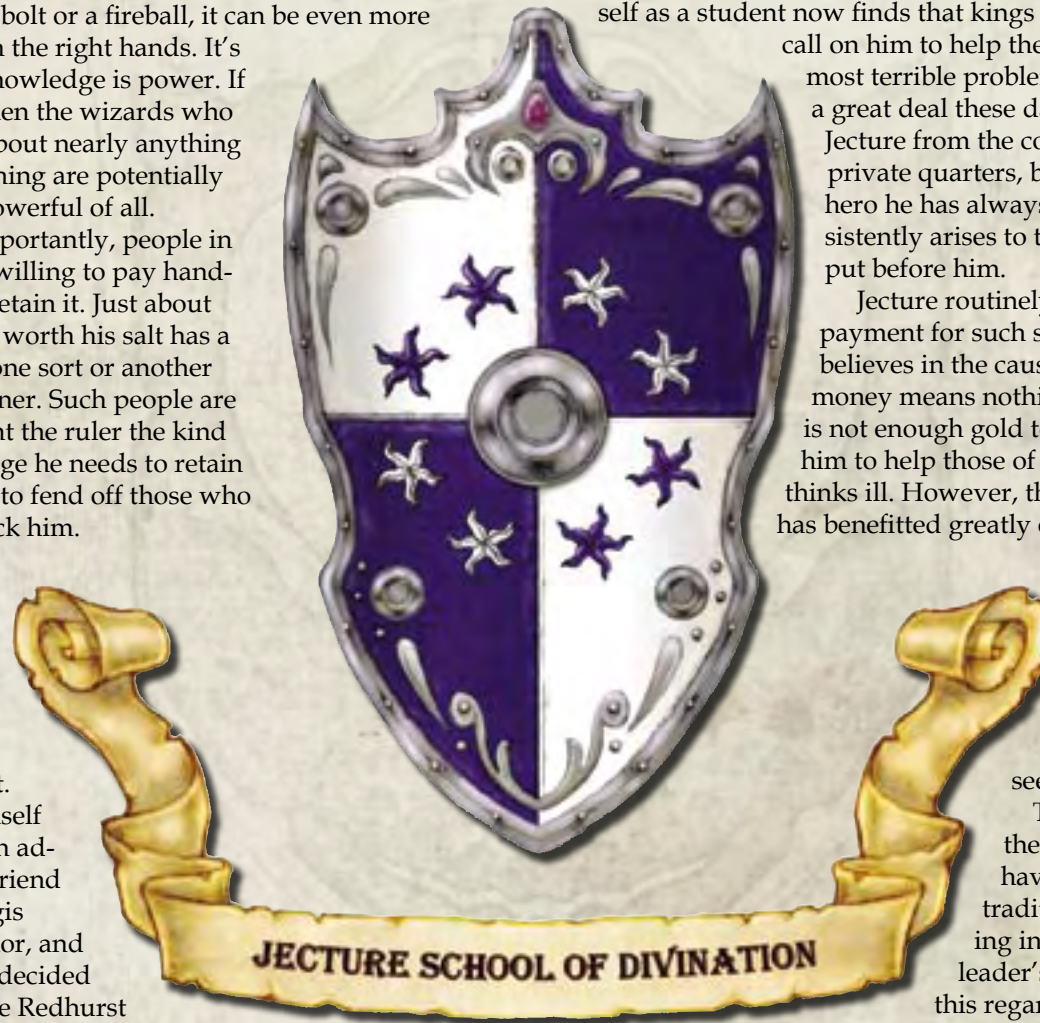 bolt or a fireball, it can be even more
n the right hands. It's
nowledge is power. If
en the wizards who
bout nearly anything
ning are potentially
owerful of all.
portantly, people in
willing to pay hand-
etain it. Just about
worth his salt has a
one sort or another
ner. Such people are
nt the ruler the kind
ge he needs to retain
to fend off those who
ck him.
t.
self
n ad-
riend
gis
or, and
decided
e Redhurst
self as a student now finds that kings
call on him to help the
most terrible proble
a great deal these da
Jecture from the co
private quarters, b
hero he has always
sistently arises to t
put before him.
Jecture routinely
payment for such s
believes in the caus
money means nothi
is not enough gold t
him to help those of
thinks ill. However, th
has benefitted greatly
see
T
the
hav
tradit
ing in
leader's
this regar
JECTURE SCHOOL OF DIVINATION